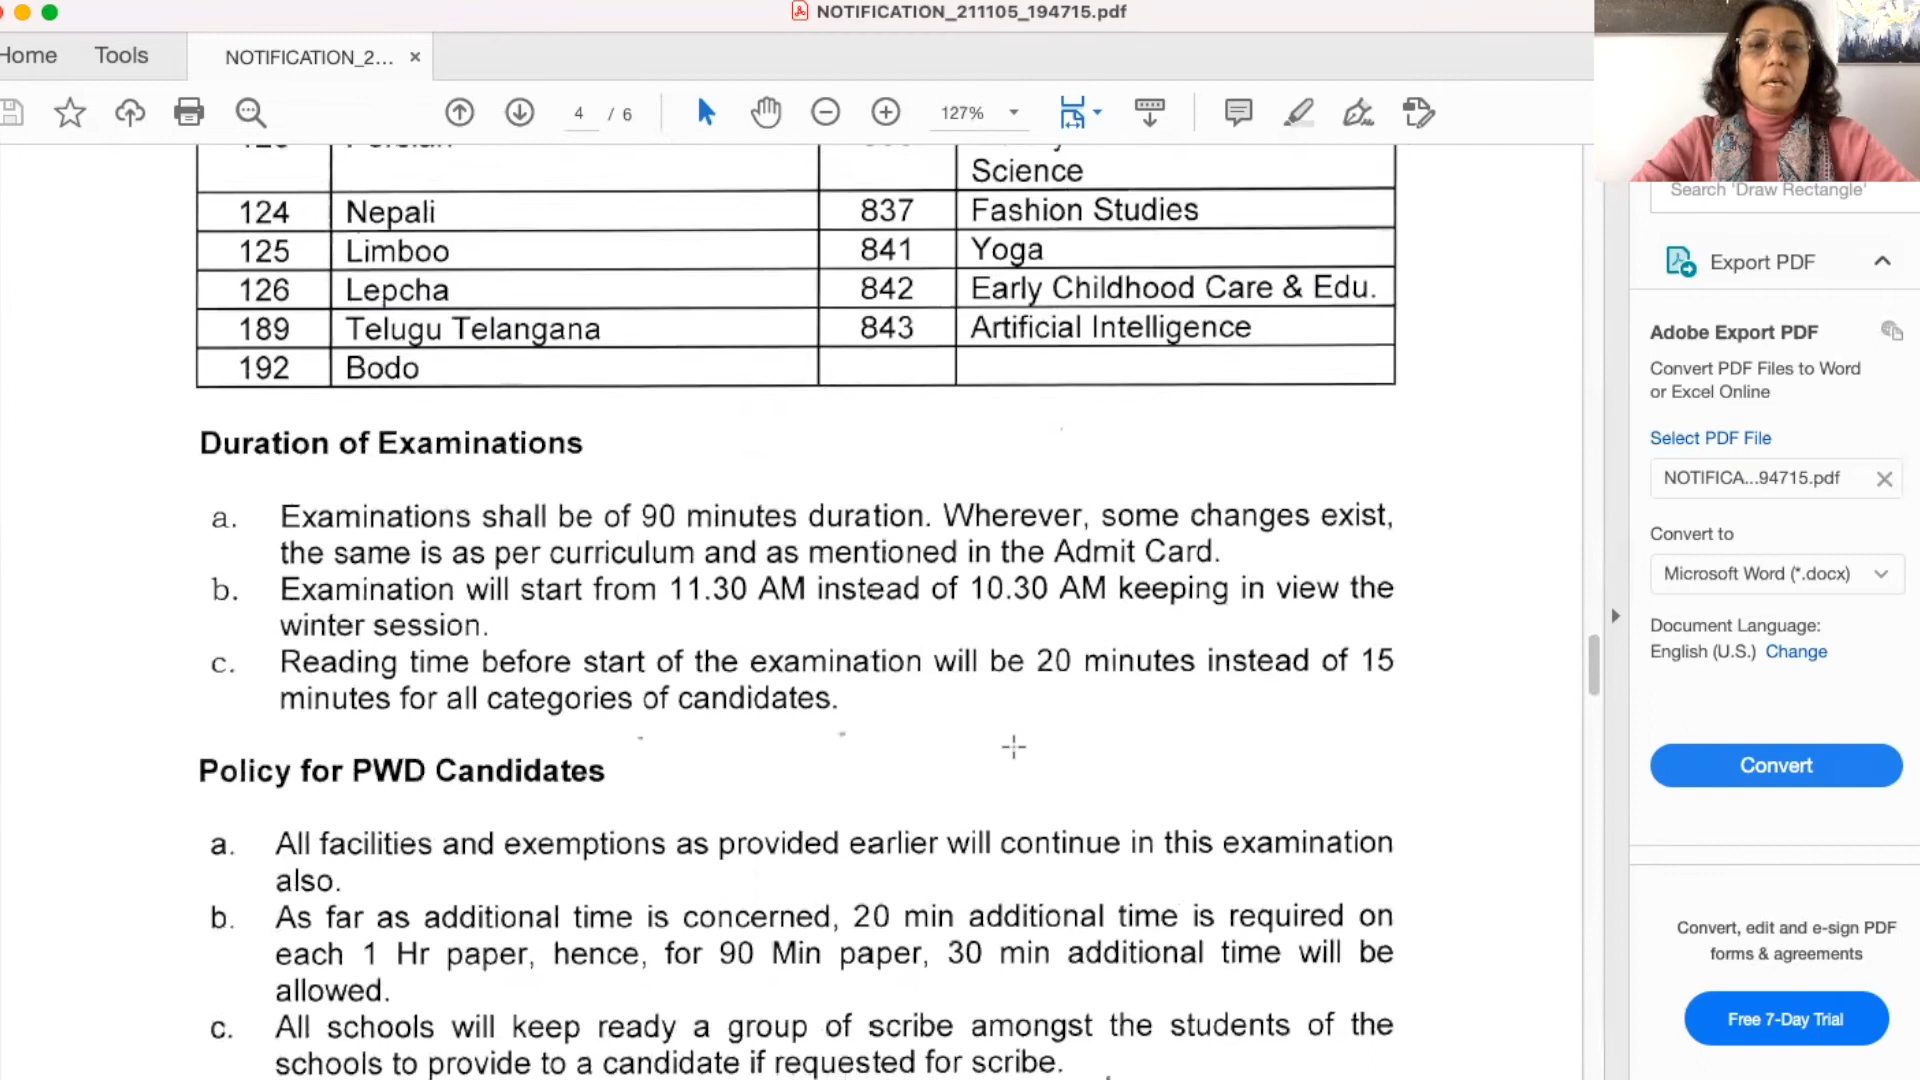 NOTIFICATION_211105_194715.pdf
Home Tools NOTIFICATION_2... ×
4 / 6 127%
Science
124 Nepali 837 Fashion Studies
125 Limboo 841 Yoga
126 Lepcha 842 Early Childhood Care & Edu.
189 Telugu Telangana 843 Artificial Intelligence
192 Bodo
Duration of Examinations
a. Examinations shall be of 90 minutes duration. Wherever, some changes exist,
the same is as per curriculum and as mentioned in the Admit Card.
b. Examination will start from 11.30 AM instead of 10.30 AM keeping in view the
winter session.
c. Reading time before start of the examination will be 20 minutes instead of 15
minutes for all categories of candidates.
Policy for PWD Candidates
a. All facilities and exemptions as provided earlier will continue in this examination
also.
b. As far as additional time is concerned, 20 min additional time is required on
each 1 Hr paper, hence, for 90 Min paper, 30 min additional time will be
allowed.
c. All schools will keep ready a group of scribe amongst the students of the
schools to provide to a candidate if requested for scribe.
Search 'Draw Rectangle'
Export PDF
Adobe Export PDF
Convert PDF Files to Word
or Excel Online
Select PDF File
NOTIFICA...94715.pdf
Convert to
Microsoft Word (*.docx)
Document Language:
English (U.S.) Change
Convert
Convert, edit and e-sign PDF
forms & agreements
Free 7-Day Trial